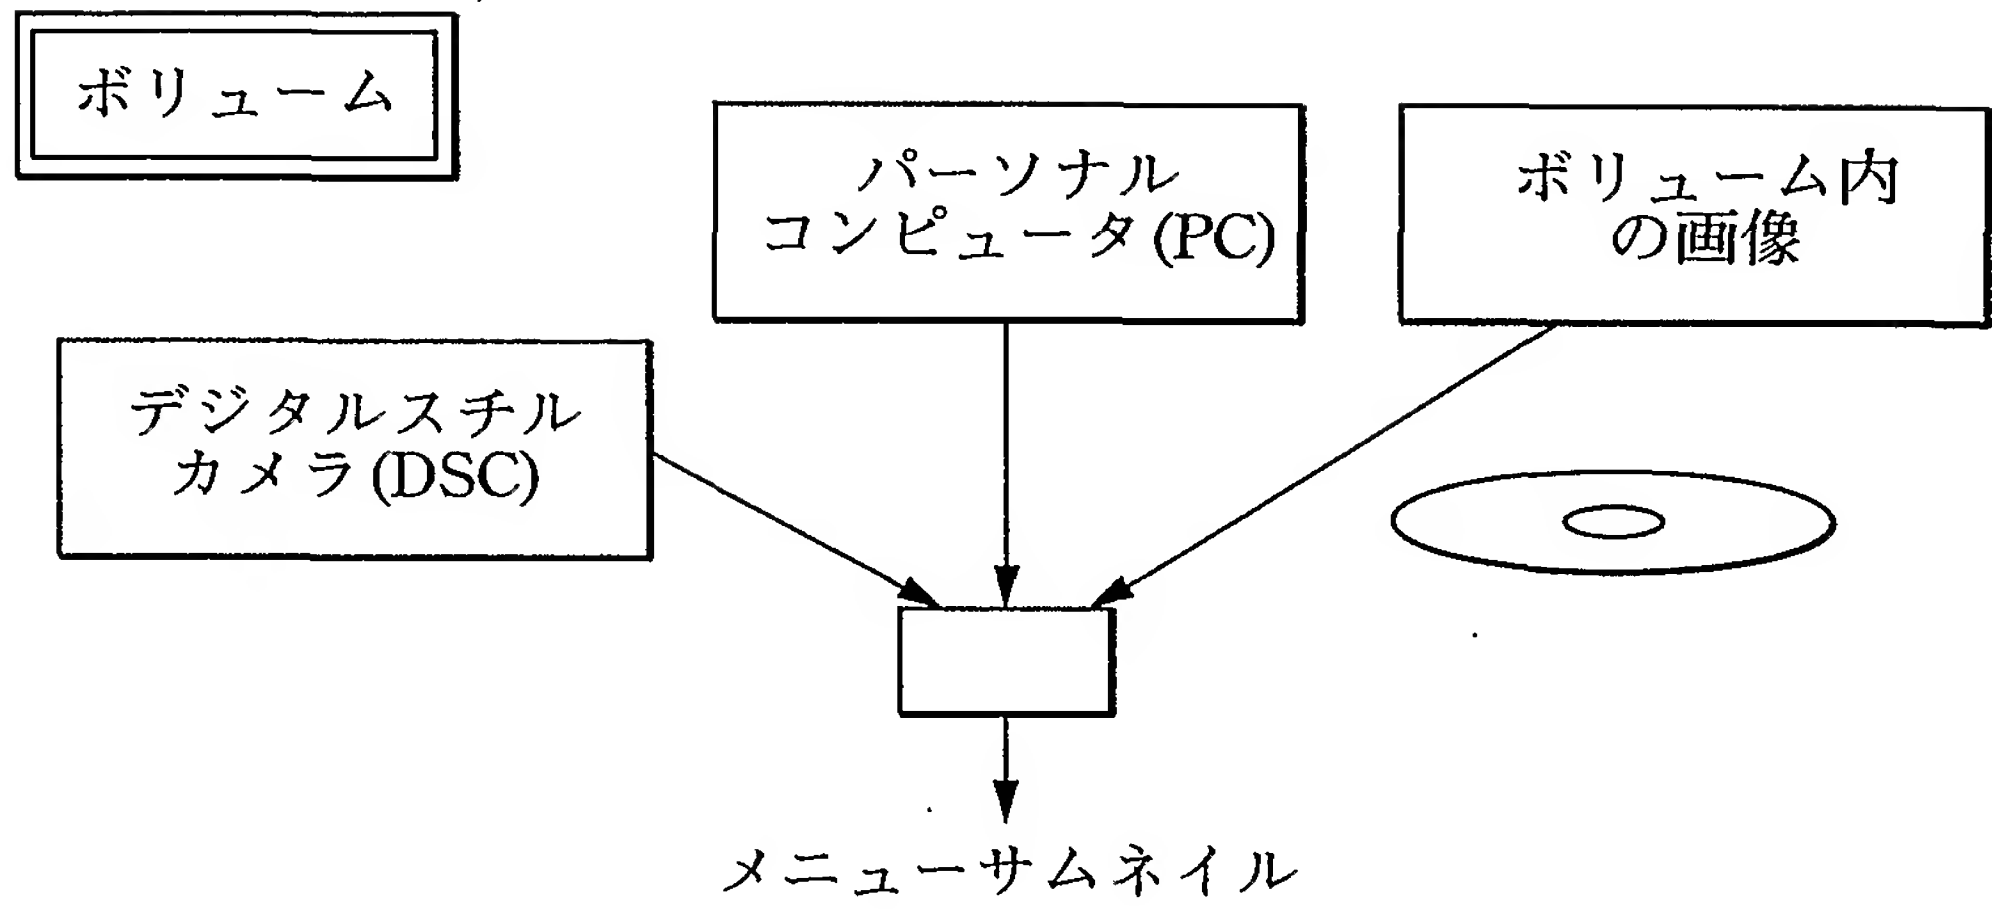 ボリューム
パーソナル
コンピュータ(PC)
ボリューム内
の画像
デジタルスチル
カメラ(DSC)
メニューサムネイル